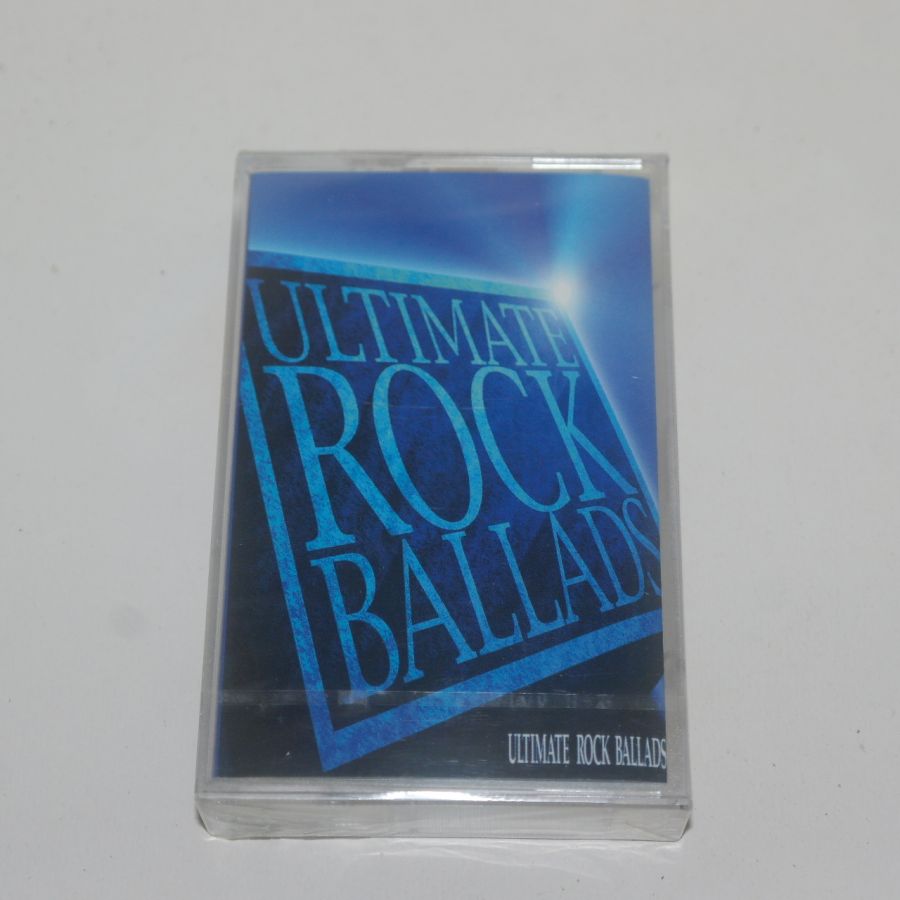 ULTIMATE
ROCK
BALLADS
ULTIMATE ROCK BALLADS